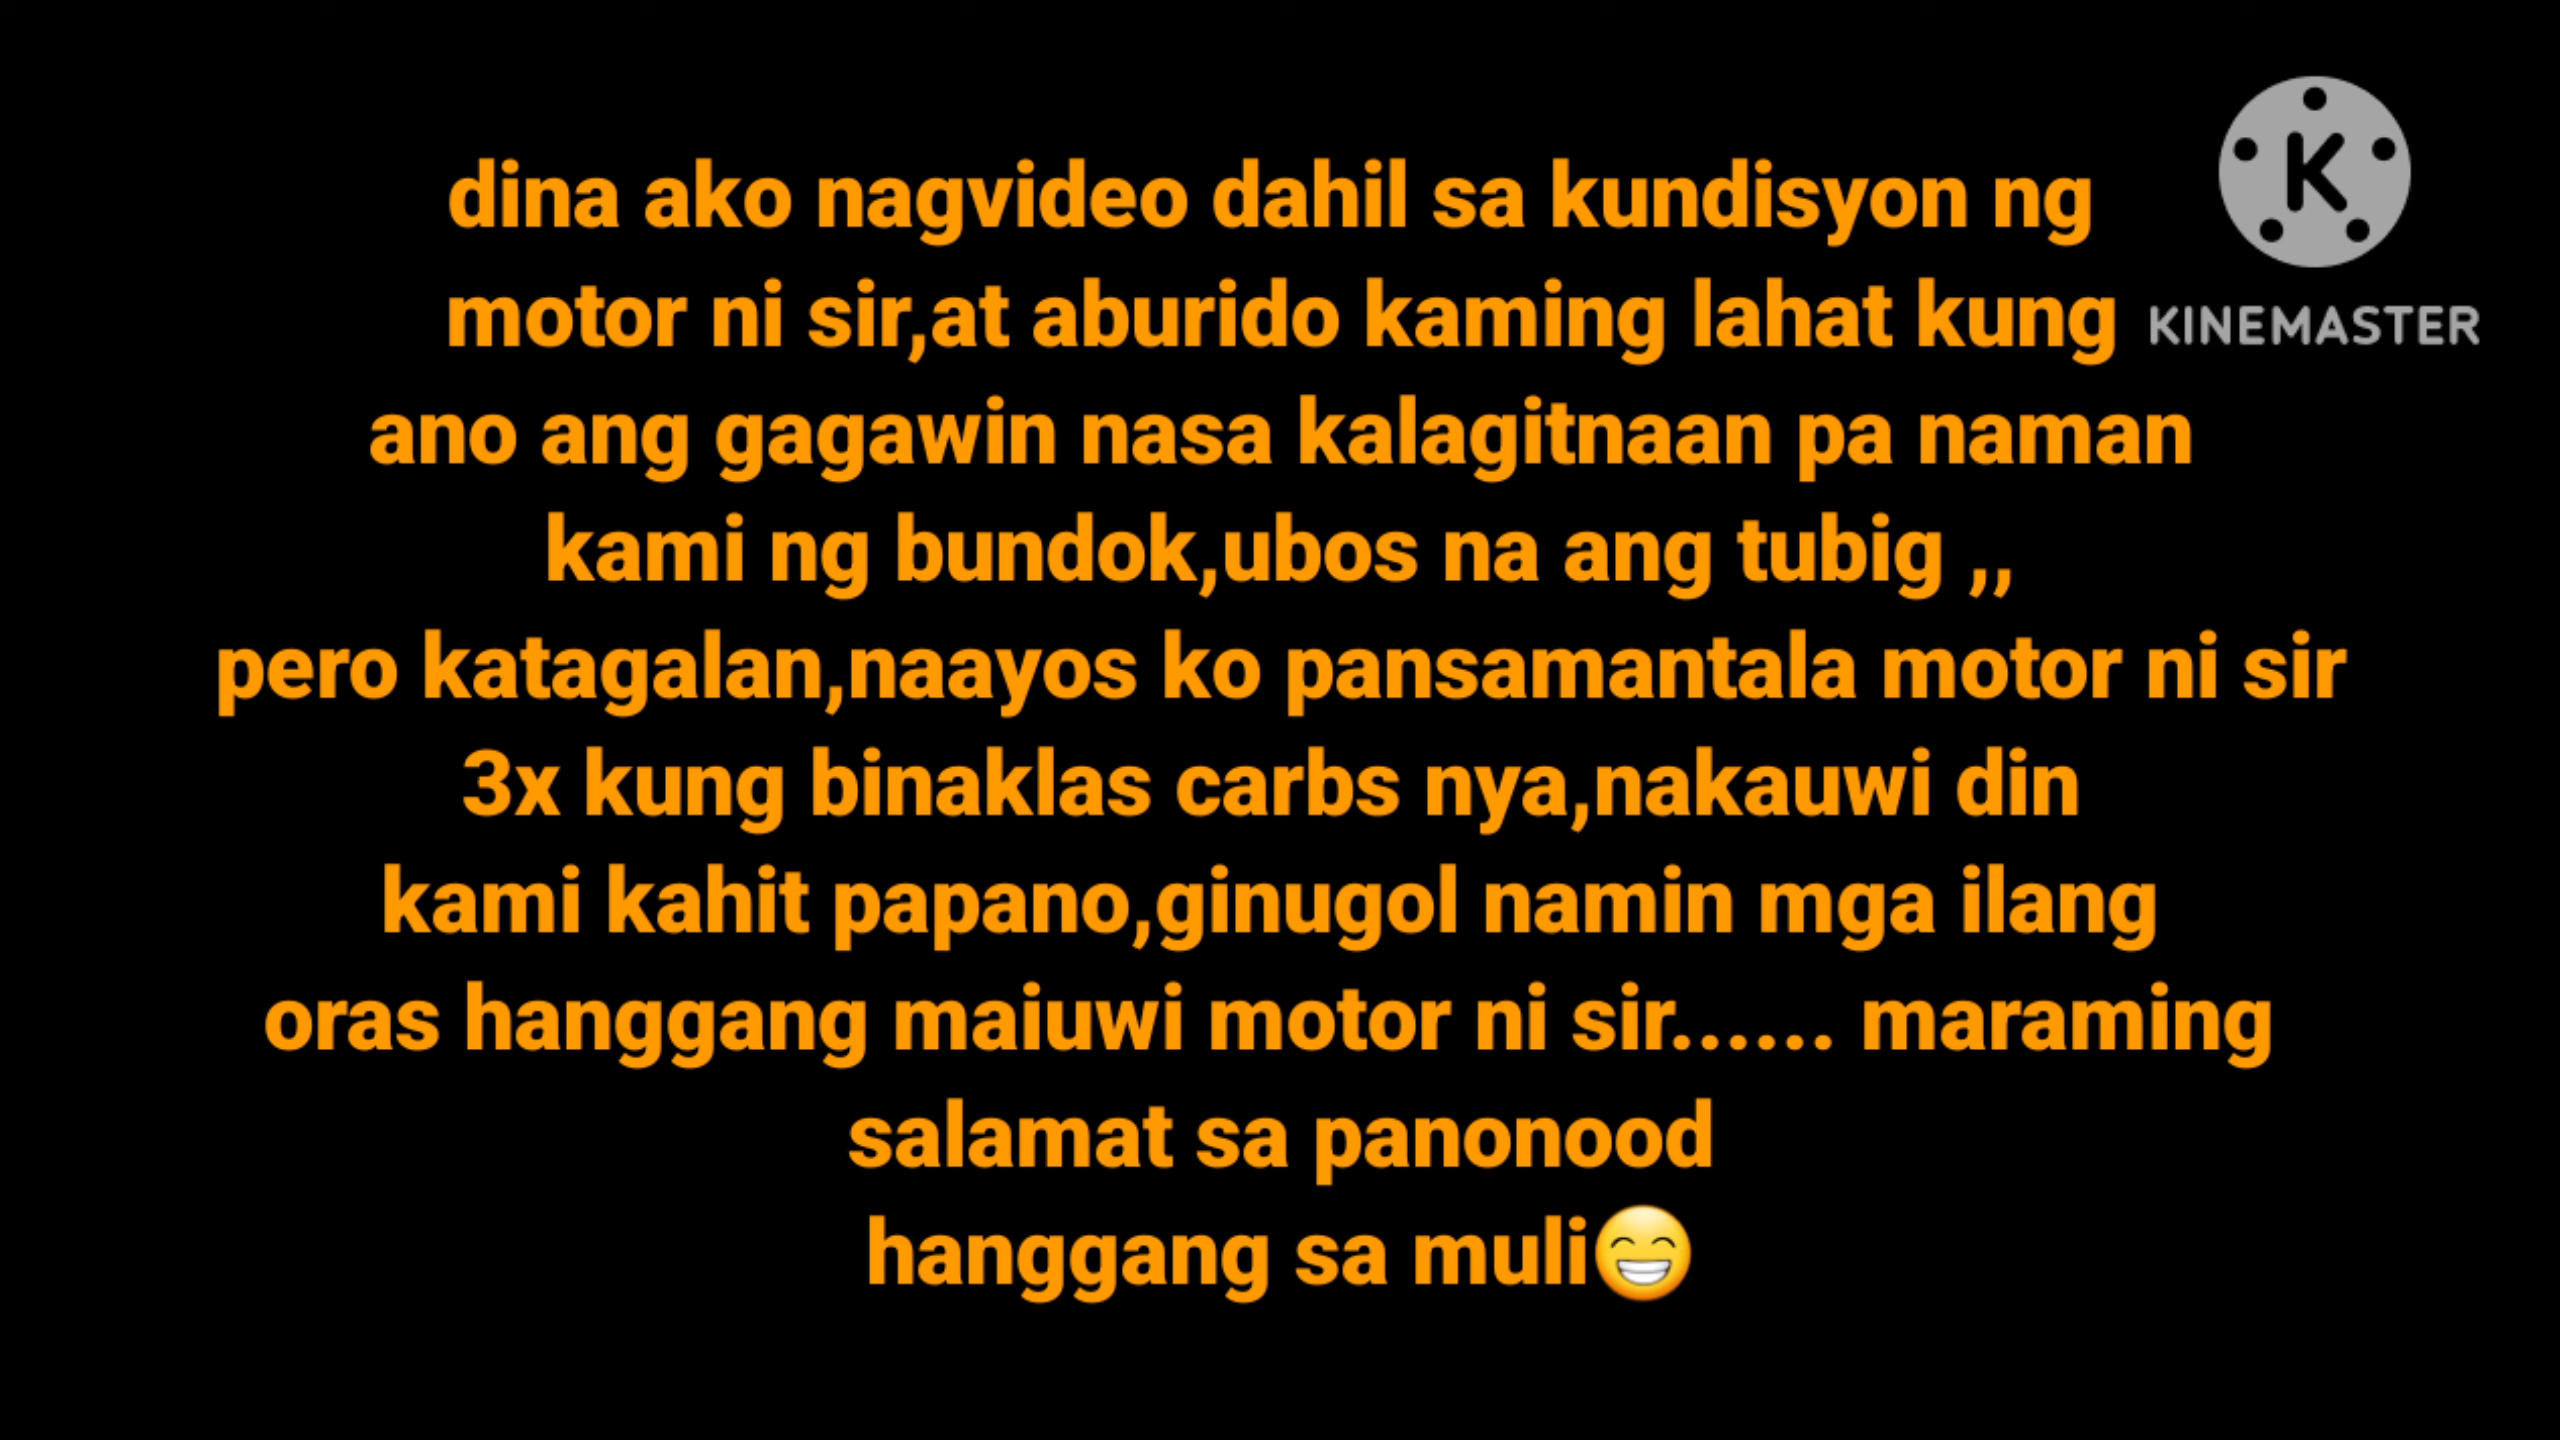 dina ako nagvideo dahil sa kundisyon ng
motor ni sir,at aburido kaming lahat kung
ano ang gagawin nasa kalagitnaan pa naman
kami ng bundok,ubos na ang tubig ,,
pero katagalan,naayos ko pansamantala motor ni sir
3x kung binaklas carbs nya,nakauwi din
kami kahit papano,ginugol namin mga ilang
oras hanggang maiuwi motor ni sir...... maraming
salamat sa panonood
hanggang sa muli😁
K
KINEMASTER